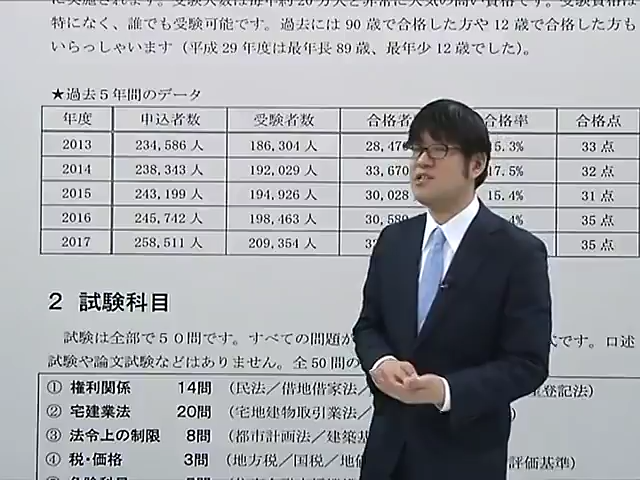 に実施されます。受験人数は毎年約20万人と非常に人気の高い資格です。受験資格は
特になく、誰でも受験可能です。過去には90歳で合格した方や12歳で合格した方も
いらっしゃいます（平成29年度は最年長89歳、最年少12歳でした）。
★過去5年間のデータ
年度 申込者数 受験者数 合格者 合格率 合格点
2013 234,586人 186,304人 28,47 5.3% 33点
2014 238,343人 192,029人 33,670 7.5% 32点
2015 243,199人 194,926人 30,028 5.4% 31点
2016 245,742人 198,463人 30,589 .4% 35点
2017 258,511人 209,354人 32 35点
2 試験科目
試験は全部で50問です。すべての問題が 式です。口述
試験や論文試験などはありません。全50問の
① 権利関係 14問 （民法／借地借家法／ 登記法）
② 宅建業法 20問 （宅地建物取引業法／
③ 法令上の制限 8問 （都市計画法／建築基
④ 税・価格 3問 （地方税／国税／地価 評価基準）